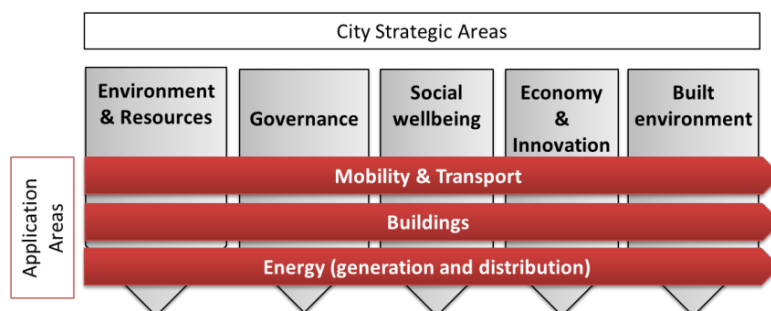 City Strategic Areas
Environment
& Resources
Governance
Social
wellbeing
Economy
&
Innovation
Built
environment
Application
Areas
Mobility & Transport
Buildings
Energy (generation and distribution)